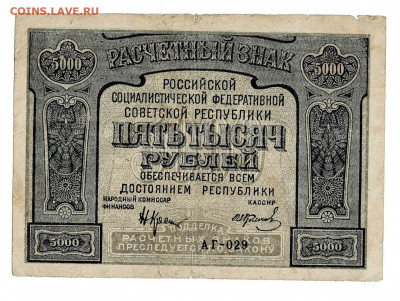 COINS.LAVE.RU
РАСЧЕТНЫЙ ЗНАК
5000
5000
РОССИЙСКОЙ
СОЦИАЛИСТИЧЕСКОЙ ФЕДЕРАТИВНОЙ
СОВЕТСКОЙ РЕСПУБЛИКИ
ПЯТЬ ТЫСЯЧ
РУБЛЕЙ
ОБЕСПЕЧИВАЕТСЯ ВСЕМ
ДОСТОЯНИЕМ РЕСПУБЛИКИ
НАРОДНЫЙ КОМИССАР
ФИНАНСОВ
КАССИР
ПОДДЕЛКА
АГ-029
РАСЧЕТНЫХ ЗНАКОВ
ПРЕСЛЕДУЕТСЯ ПО ЗАКОНУ
5000
5000